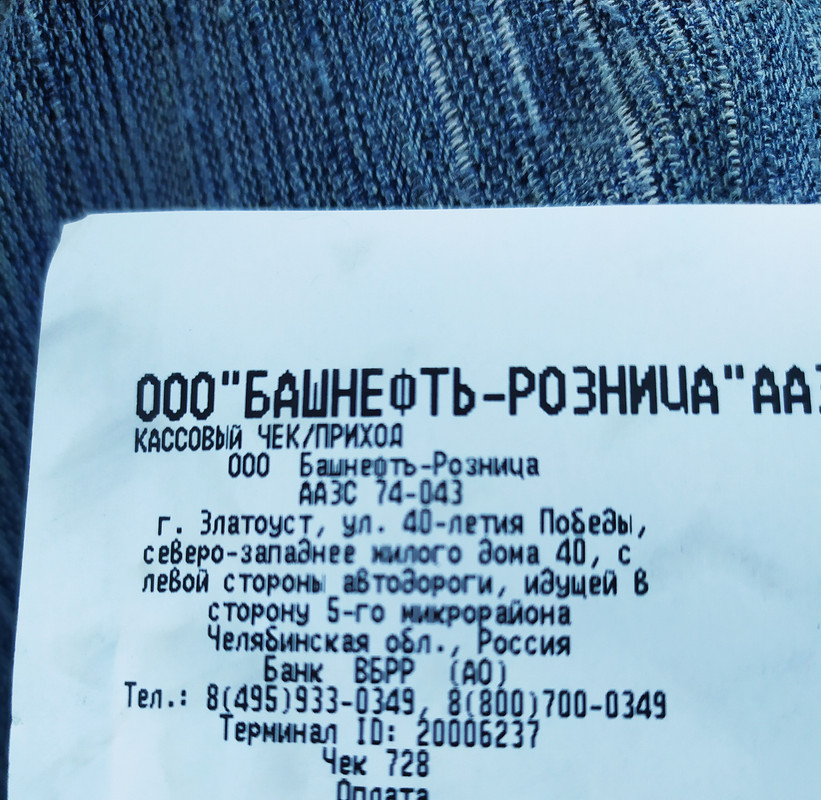 ООО"БАШНЕФТЬ-РОЗНИЦА"ААЗ
КАССОВЫЙ ЧЕК/ПРИХОД
ООО Башнефть-Розница
ААЗС 74-043
г. Златоуст, ул. 40-летия Победы,
северо-западнее жилого дома 40, с
левой стороны автодороги, идущей в
сторону 5-го микрорайона
Челябинская обл., Россия
Банк ВБРР (АО)
Тел.: 8(495)933-0349, 8(800)700-0349
Терминал ID: 20006237
Чек 728
Оплата